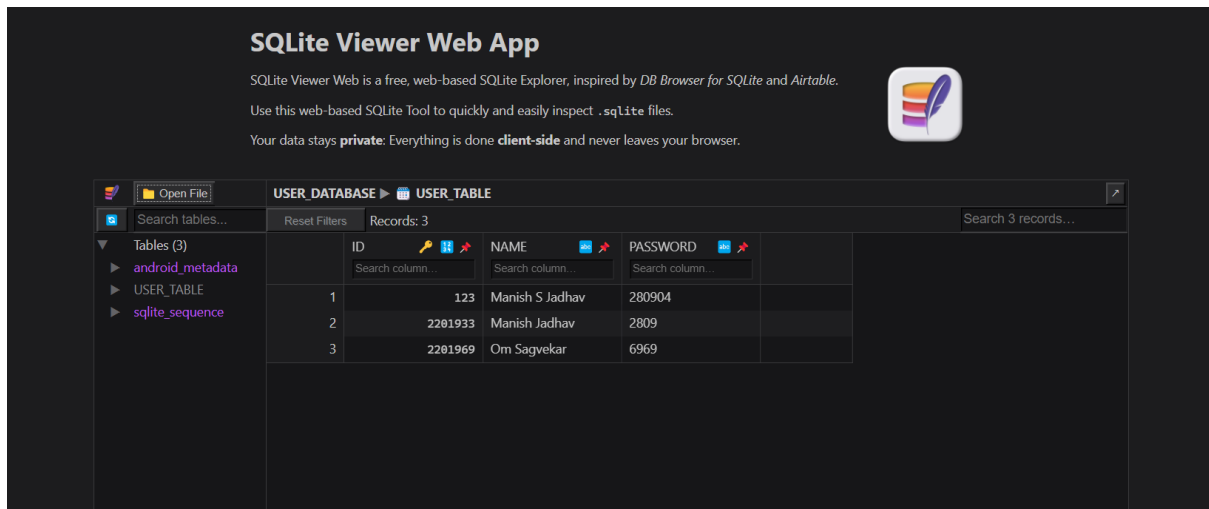 SQLite Viewer Web App
SQLite Viewer Web is a free, web-based SQLite Explorer, inspired by DB Browser for SQLite and Airtable.
Use this web-based SQLite Tool to quickly and easily inspect .sqlite files.
Your data stays private: Everything is done client-side and never leaves your browser.
Open File
USER_DATABASE ▶ USER_TABLE
Search tables...
Reset Filters Records: 3 Search 3 records...
Tables (3)
android_metadata
USER_TABLE
sqlite_sequence
ID NAME PASSWORD
Search column... Search column... Search column...
1 123 Manish S Jadhav 280904
2 2201933 Manish Jadhav 2809
3 2201969 Om Sagvekar 6969